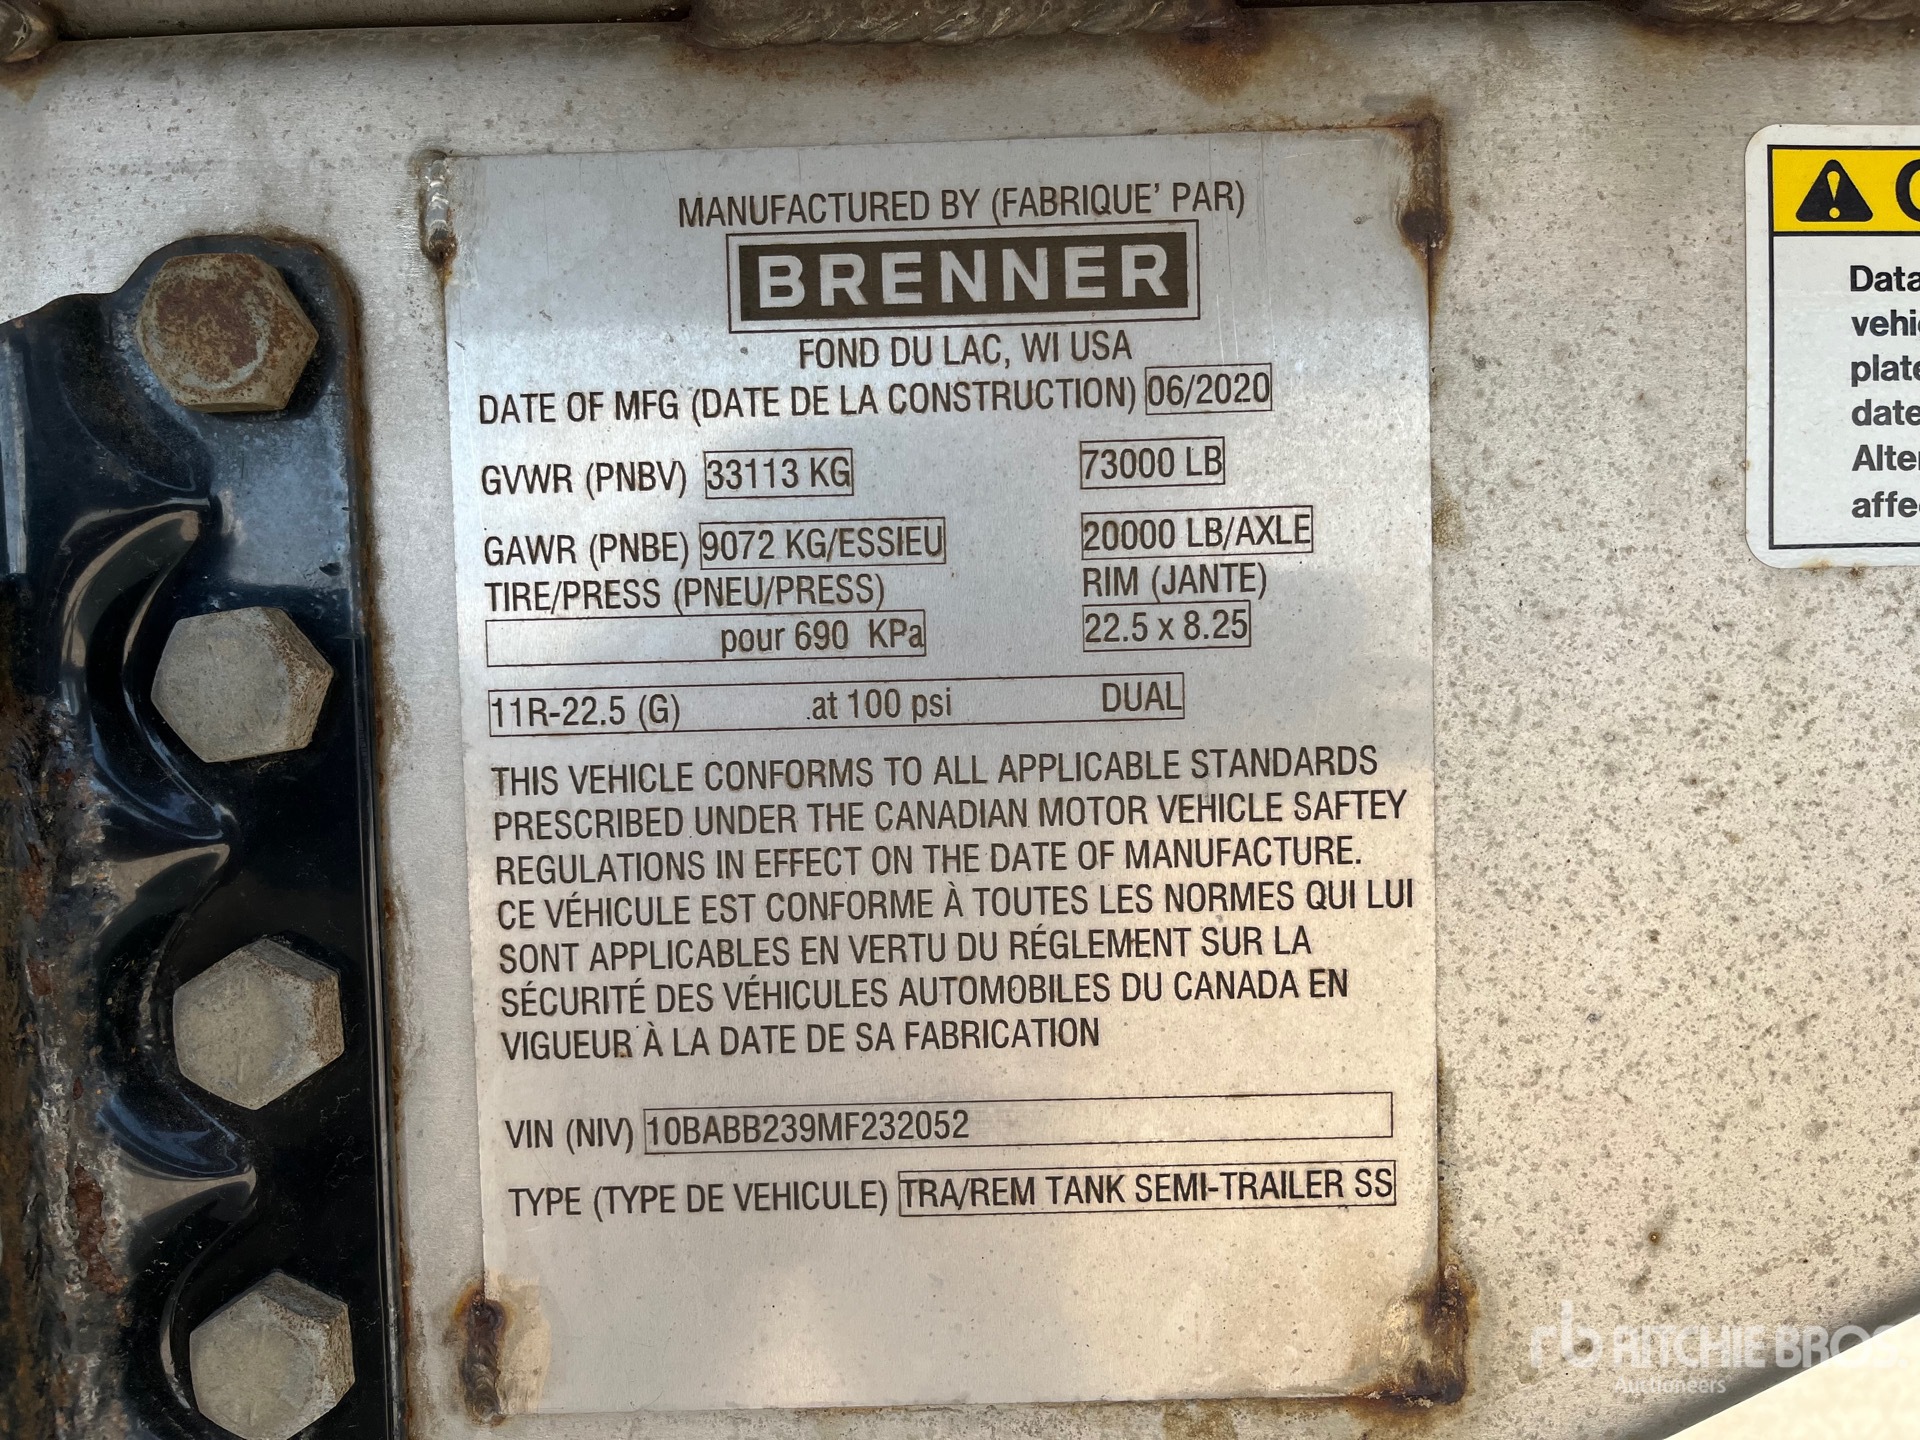 MANUFACTURED BY (FABRIQUE' PAR)
BRENNER
FOND DU LAC, WI USA
DATE OF MFG (DATE DE LA CONSTRUCTION) 06/2020
GVWR (PNBV) 33113 KG 73000 LB
GAWR (PNBE) 9072 KG/ESSIEU 20000 LB/AXLE
TIRE/PRESS (PNEU/PRESS) RIM (JANTE)
pour 690 KPa 22.5 x 8.25
11R-22.5 (G) at 100 psi DUAL
THIS VEHICLE CONFORMS TO ALL APPLICABLE STANDARDS
PRESCRIBED UNDER THE CANADIAN MOTOR VEHICLE SAFTEY
REGULATIONS IN EFFECT ON THE DATE OF MANUFACTURE.
CE VÉHICULE EST CONFORME À TOUTES LES NORMES QUI LUI
SONT APPLICABLES EN VERTU DU RÉGLEMENT SUR LA
SÉCURITÉ DES VÉHICULES AUTOMOBILES DU CANADA EN
VIGUEUR À LA DATE DE SA FABRICATION
VIN (NIV) 10BABB239MF232052
TYPE (TYPE DE VEHICULE) TRA/REM TANK SEMI-TRAILER SS
Data
vehi
plate
date
Alte
affe
rb RITCHIE BROS.
Auctioneers